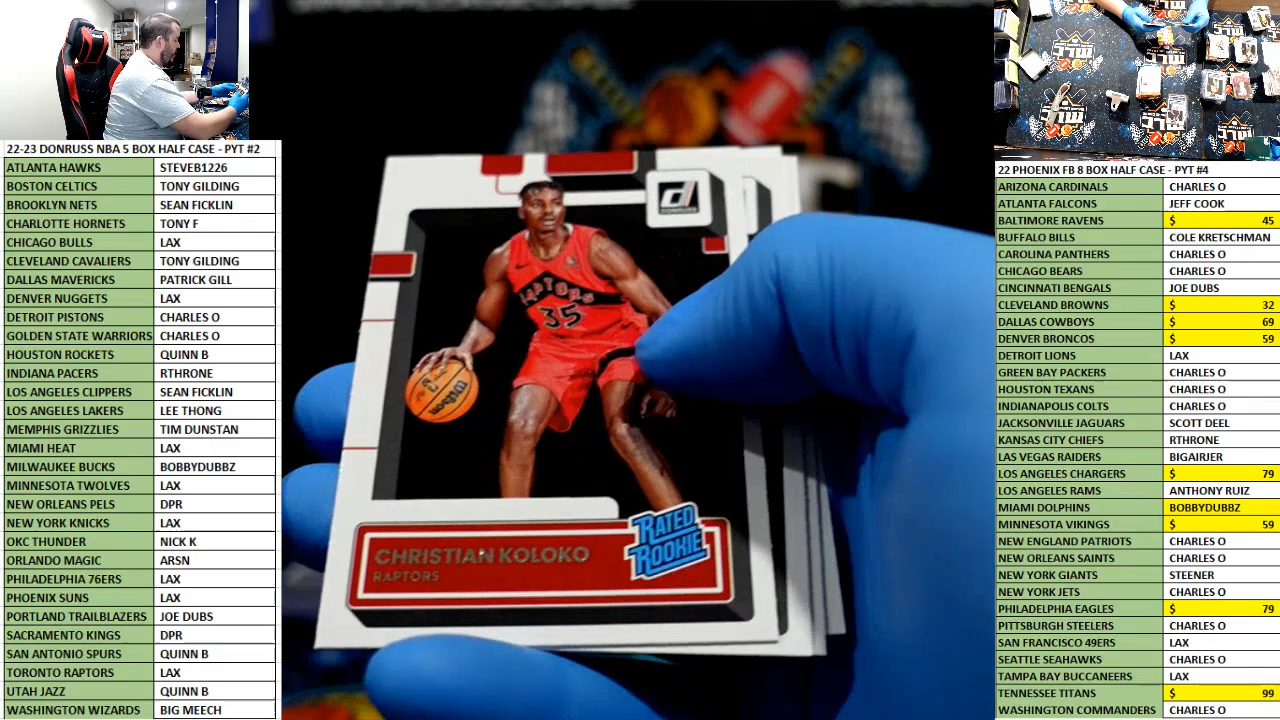 22-23 DONRUSS NBA 5 BOX HALF CASE - PYT #2
ATLANTA HAWKS STEVEB1226
BOSTON CELTICS TONY GILDING
BROOKLYN NETS SEAN FICKLIN
CHARLOTTE HORNETS TONY F
CHICAGO BULLS LAX
CLEVELAND CAVALIERS TONY GILDING
DALLAS MAVERICKS PATRICK GILL
DENVER NUGGETS LAX
DETROIT PISTONS CHARLES O
GOLDEN STATE WARRIORS CHARLES O
HOUSTON ROCKETS QUINN B
INDIANA PACERS RTHRONE
LOS ANGELES CLIPPERS SEAN FICKLIN
LOS ANGELES LAKERS LEE THONG
MEMPHIS GRIZZLIES TIM DUNSTAN
MIAMI HEAT LAX
MILWAUKEE BUCKS BOBBYDUBBZ
MINNESOTA TWOLVES LAX
NEW ORLEANS PELS DPR
NEW YORK KNICKS LAX
OKC THUNDER NICK K
ORLANDO MAGIC ARSN
PHILADELPHIA 76ERS LAX
PHOENIX SUNS LAX
PORTLAND TRAILBLAZERS JOE DUBS
SACRAMENTO KINGS DPR
SAN ANTONIO SPURS QUINN B
TORONTO RAPTORS LAX
UTAH JAZZ QUINN B
WASHINGTON WIZARDS BIG MEECH
DONRUSS
RAPTORS
35
Wilson
RATED
ROOKIE
CHRISTIAN KOLOKO
RAPTORS
22 PHOENIX FB 8 BOX HALF CASE - PYT #4
ARIZONA CARDINALS CHARLES O
ATLANTA FALCONS JEFF COOK
BALTIMORE RAVENS $ 45
BUFFALO BILLS COLE KRETSCHMAN
CAROLINA PANTHERS CHARLES O
CHICAGO BEARS CHARLES O
CINCINNATI BENGALS JOE DUBS
CLEVELAND BROWNS $ 32
DALLAS COWBOYS $ 69
DENVER BRONCOS $ 59
DETROIT LIONS LAX
GREEN BAY PACKERS CHARLES O
HOUSTON TEXANS CHARLES O
INDIANAPOLIS COLTS CHARLES O
JACKSONVILLE JAGUARS SCOTT DEEL
KANSAS CITY CHIEFS RTHRONE
LAS VEGAS RAIDERS BIGAIRJER
LOS ANGELES CHARGERS $ 79
LOS ANGELES RAMS ANTHONY RUIZ
MIAMI DOLPHINS BOBBYDUBBZ
MINNESOTA VIKINGS $ 59
NEW ENGLAND PATRIOTS CHARLES O
NEW ORLEANS SAINTS CHARLES O
NEW YORK GIANTS STEENER
NEW YORK JETS CHARLES O
PHILADELPHIA EAGLES $ 79
PITTSBURGH STEELERS CHARLES O
SAN FRANCISCO 49ERS LAX
SEATTLE SEAHAWKS CHARLES O
TAMPA BAY BUCCANEERS LAX
TENNESSEE TITANS $ 99
WASHINGTON COMMANDERS CHARLES O